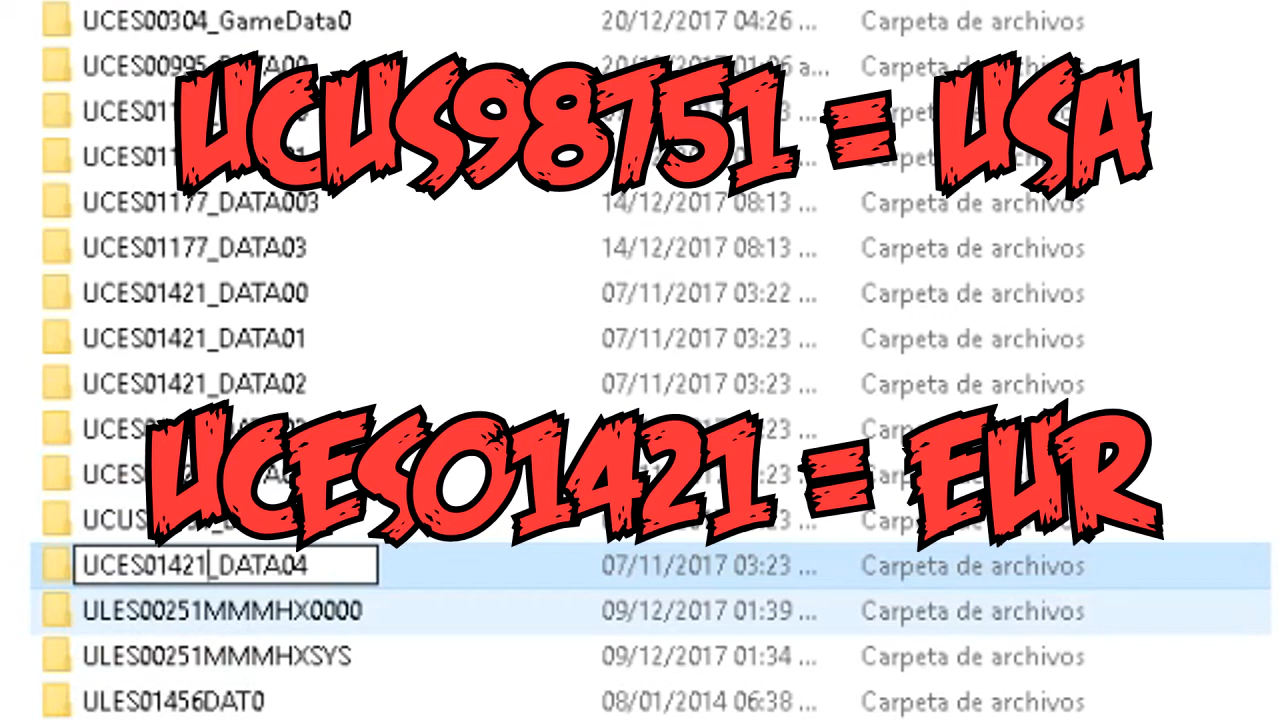 UCES00304_GameData0 20/12/2017 04:26 ... Carpeta de archivos
UCES00995
UCUS98751 = USA
UCES01177_DATA003 14/12/2017 08:13 ... Carpeta de archivos
UCES01177_DATA03 14/12/2017 08:13 ... Carpeta de archivos
UCES01421_DATA00 07/11/2017 03:22 ... Carpeta de archivos
UCES01421_DATA01 07/11/2017 03:23 ... Carpeta de archivos
UCES01421_DATA02 07/11/2017 03:23 ... Carpeta de archivos
UCES01421 = EUR
UCES01421_DATA04 07/11/2017 03:23 ... Carpeta de archivos
ULES00251MMMHX0000 09/12/2017 01:39 ... Carpeta de archivos
ULES00251MMMHXSYS 09/12/2017 01:34 ... Carpeta de archivos
ULES01456DAT0 08/01/2014 06:38 ... Carpeta de archivos